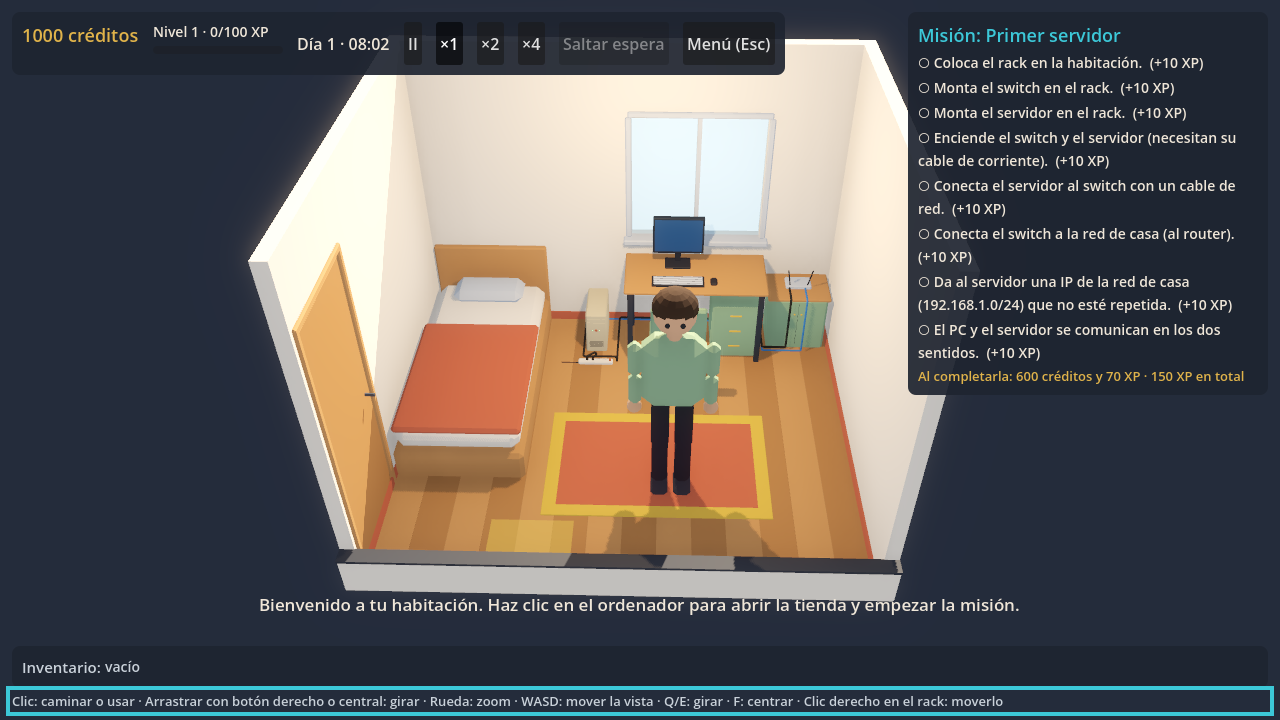 1000 créditos
Nivel 1 · 0/100 XP
Día 1 · 08:02
II
×1
×2
×4
Saltar espera
Menú (Esc)
Misión: Primer servidor
○ Coloca el rack en la habitación. (+10 XP)
○ Monta el switch en el rack. (+10 XP)
○ Monta el servidor en el rack. (+10 XP)
○ Enciende el switch y el servidor (necesitan su
cable de corriente). (+10 XP)
○ Conecta el servidor al switch con un cable de
red. (+10 XP)
○ Conecta el switch a la red de casa (al router).
(+10 XP)
○ Da al servidor una IP de la red de casa
(192.168.1.0/24) que no esté repetida. (+10 XP)
○ El PC y el servidor se comunican en los dos
sentidos. (+10 XP)
Al completarla: 600 créditos y 70 XP · 150 XP en total
Bienvenido a tu habitación. Haz clic en el ordenador para abrir la tienda y empezar la misión.
Inventario: vacío
Clic: caminar o usar · Arrastrar con botón derecho o central: girar · Rueda: zoom · WASD: mover la vista · Q/E: girar · F: centrar · Clic derecho en el rack: moverlo